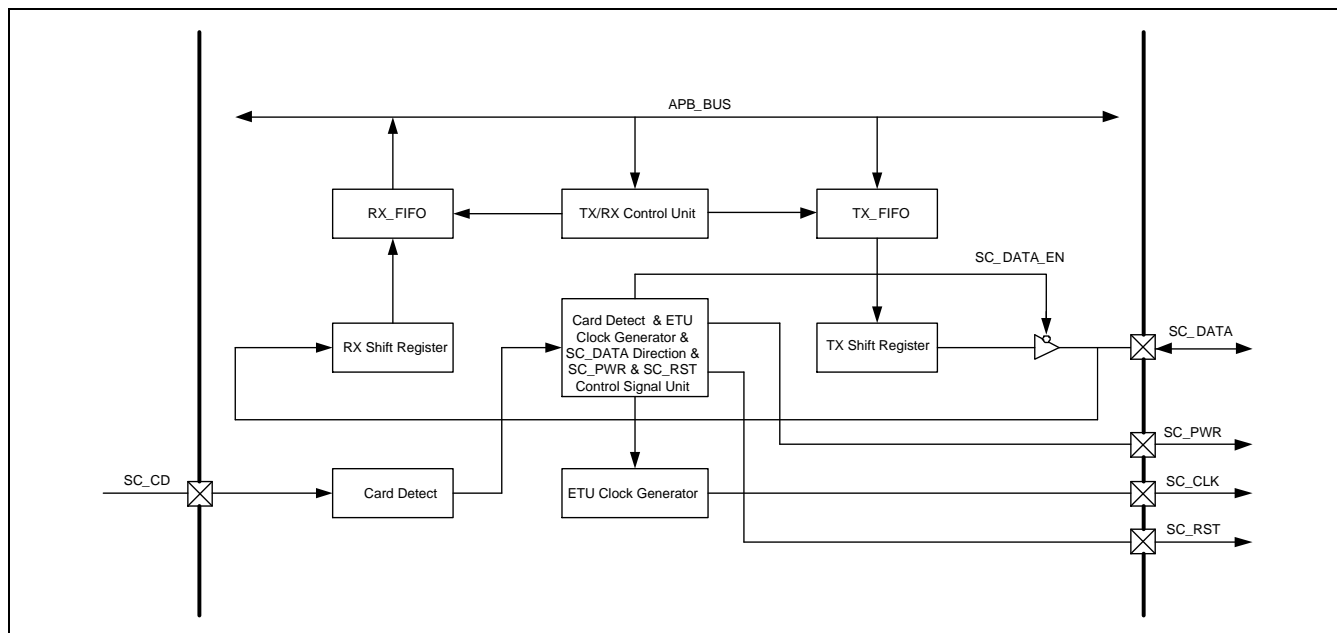 APB_BUS
RX_FIFO
TX/RX Control Unit
TX_FIFO
SC_DATA_EN
Card Detect & ETU
Clock Generator &
SC_DATA Direction &
SC_PWR & SC_RST
Control Signal Unit
RX Shift Register
TX Shift Register
SC_DATA
SC_PWR
SC_CD
Card Detect
ETU Clock Generator
SC_CLK
SC_RST